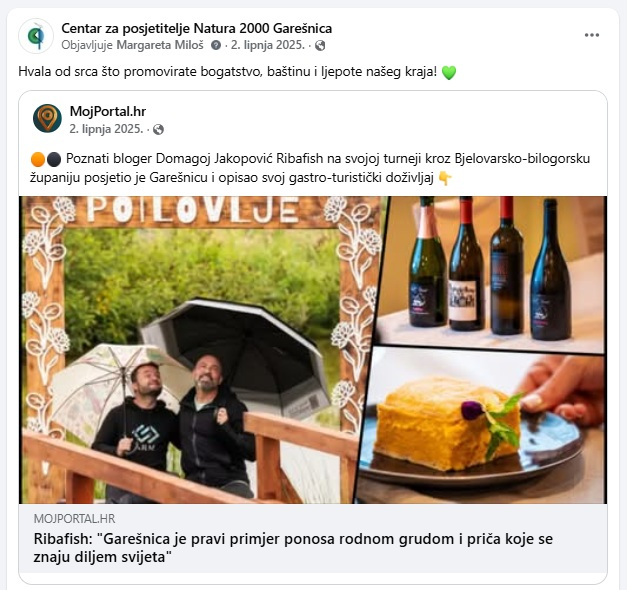 Centar za posjetitelje Natura 2000 Garešnica
Objavljuje Margareta Miloš · 2. lipnja 2025. ·
Hvala od srca što promovirate bogatstvo, baštinu i ljepote našeg kraja! 💚
MojPortal.hr
2. lipnja 2025. ·
🟠⚫ Poznati bloger Domagoj Jakopović Ribafish na svojoj turneji kroz Bjelovarsko-bilogorsku
županiju posjetio je Garešnicu i opisao svoj gastro-turistički doživljaj 👇
POILOVLJE
MOJPORTAL.HR
Ribafish: "Garešnica je pravi primjer ponosa rodnom grudom i priča koje se
znaju diljem svijeta"